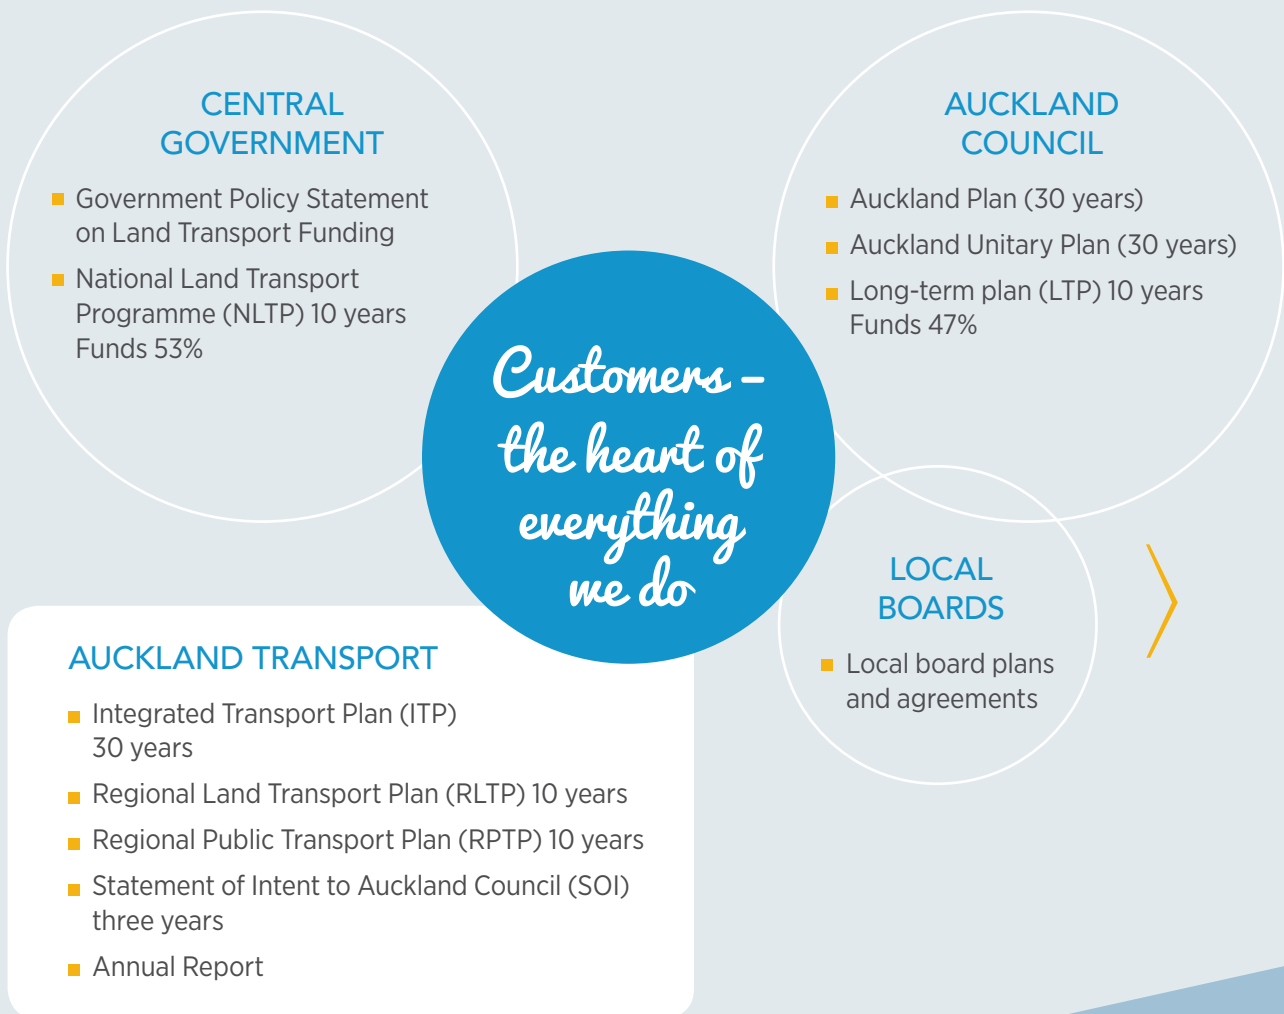 CENTRAL
GOVERNMENT
Government Policy Statement
on Land Transport Funding
National Land Transport
Programme (NLTP) 10 years
Funds 53%
AUCKLAND
COUNCIL
Auckland Plan (30 years)
Auckland Unitary Plan (30 years)
Long-term plan (LTP) 10 years
Funds 47%
Customers –
the heart of
everything
we do
LOCAL
BOARDS
Local board plans
and agreements
AUCKLAND TRANSPORT
Integrated Transport Plan (ITP)
30 years
Regional Land Transport Plan (RLTP) 10 years
Regional Public Transport Plan (RPTP) 10 years
Statement of Intent to Auckland Council (SOI)
three years
Annual Report